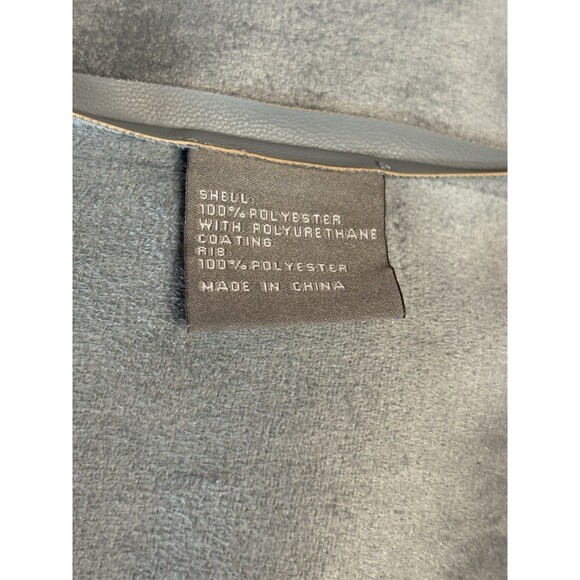 SHELL:
100% POLYESTER
WITH POLYURETHANE
COATING
RIB
100% POLYESTER
MADE IN CHINA